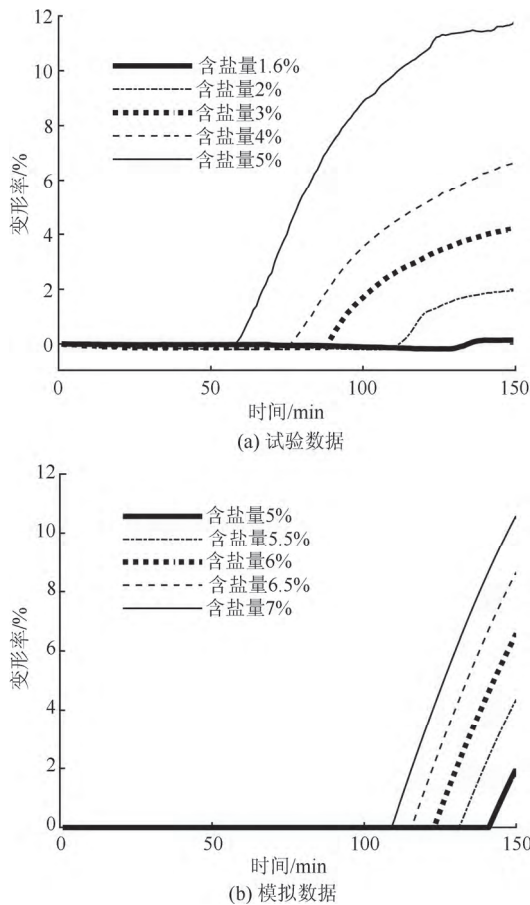 12
10
8
6
4
2
0
变形率/%
含盐量1.6%
含盐量2%
含盐量3%
含盐量4%
含盐量5%
0
50
100
150
时间/min
(a) 试验数据
12
10
8
6
4
2
0
变形率/%
含盐量5%
含盐量5.5%
含盐量6%
含盐量6.5%
含盐量7%
0
50
100
150
时间/min
(b) 模拟数据